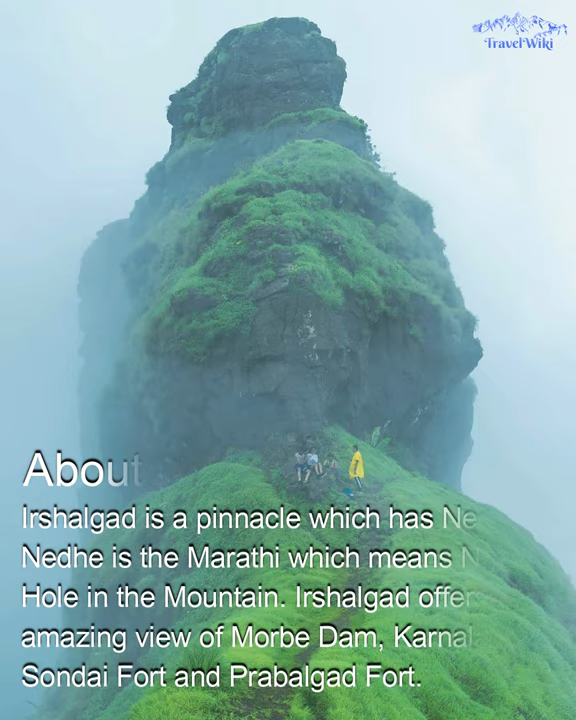 TravelWiki
About
Irshalgad is a pinnacle which has Ne
Nedhe is the Marathi which means N
Hole in the Mountain. Irshalgad offer
amazing view of Morbe Dam, Karnal
Sondai Fort and Prabalgad Fort.